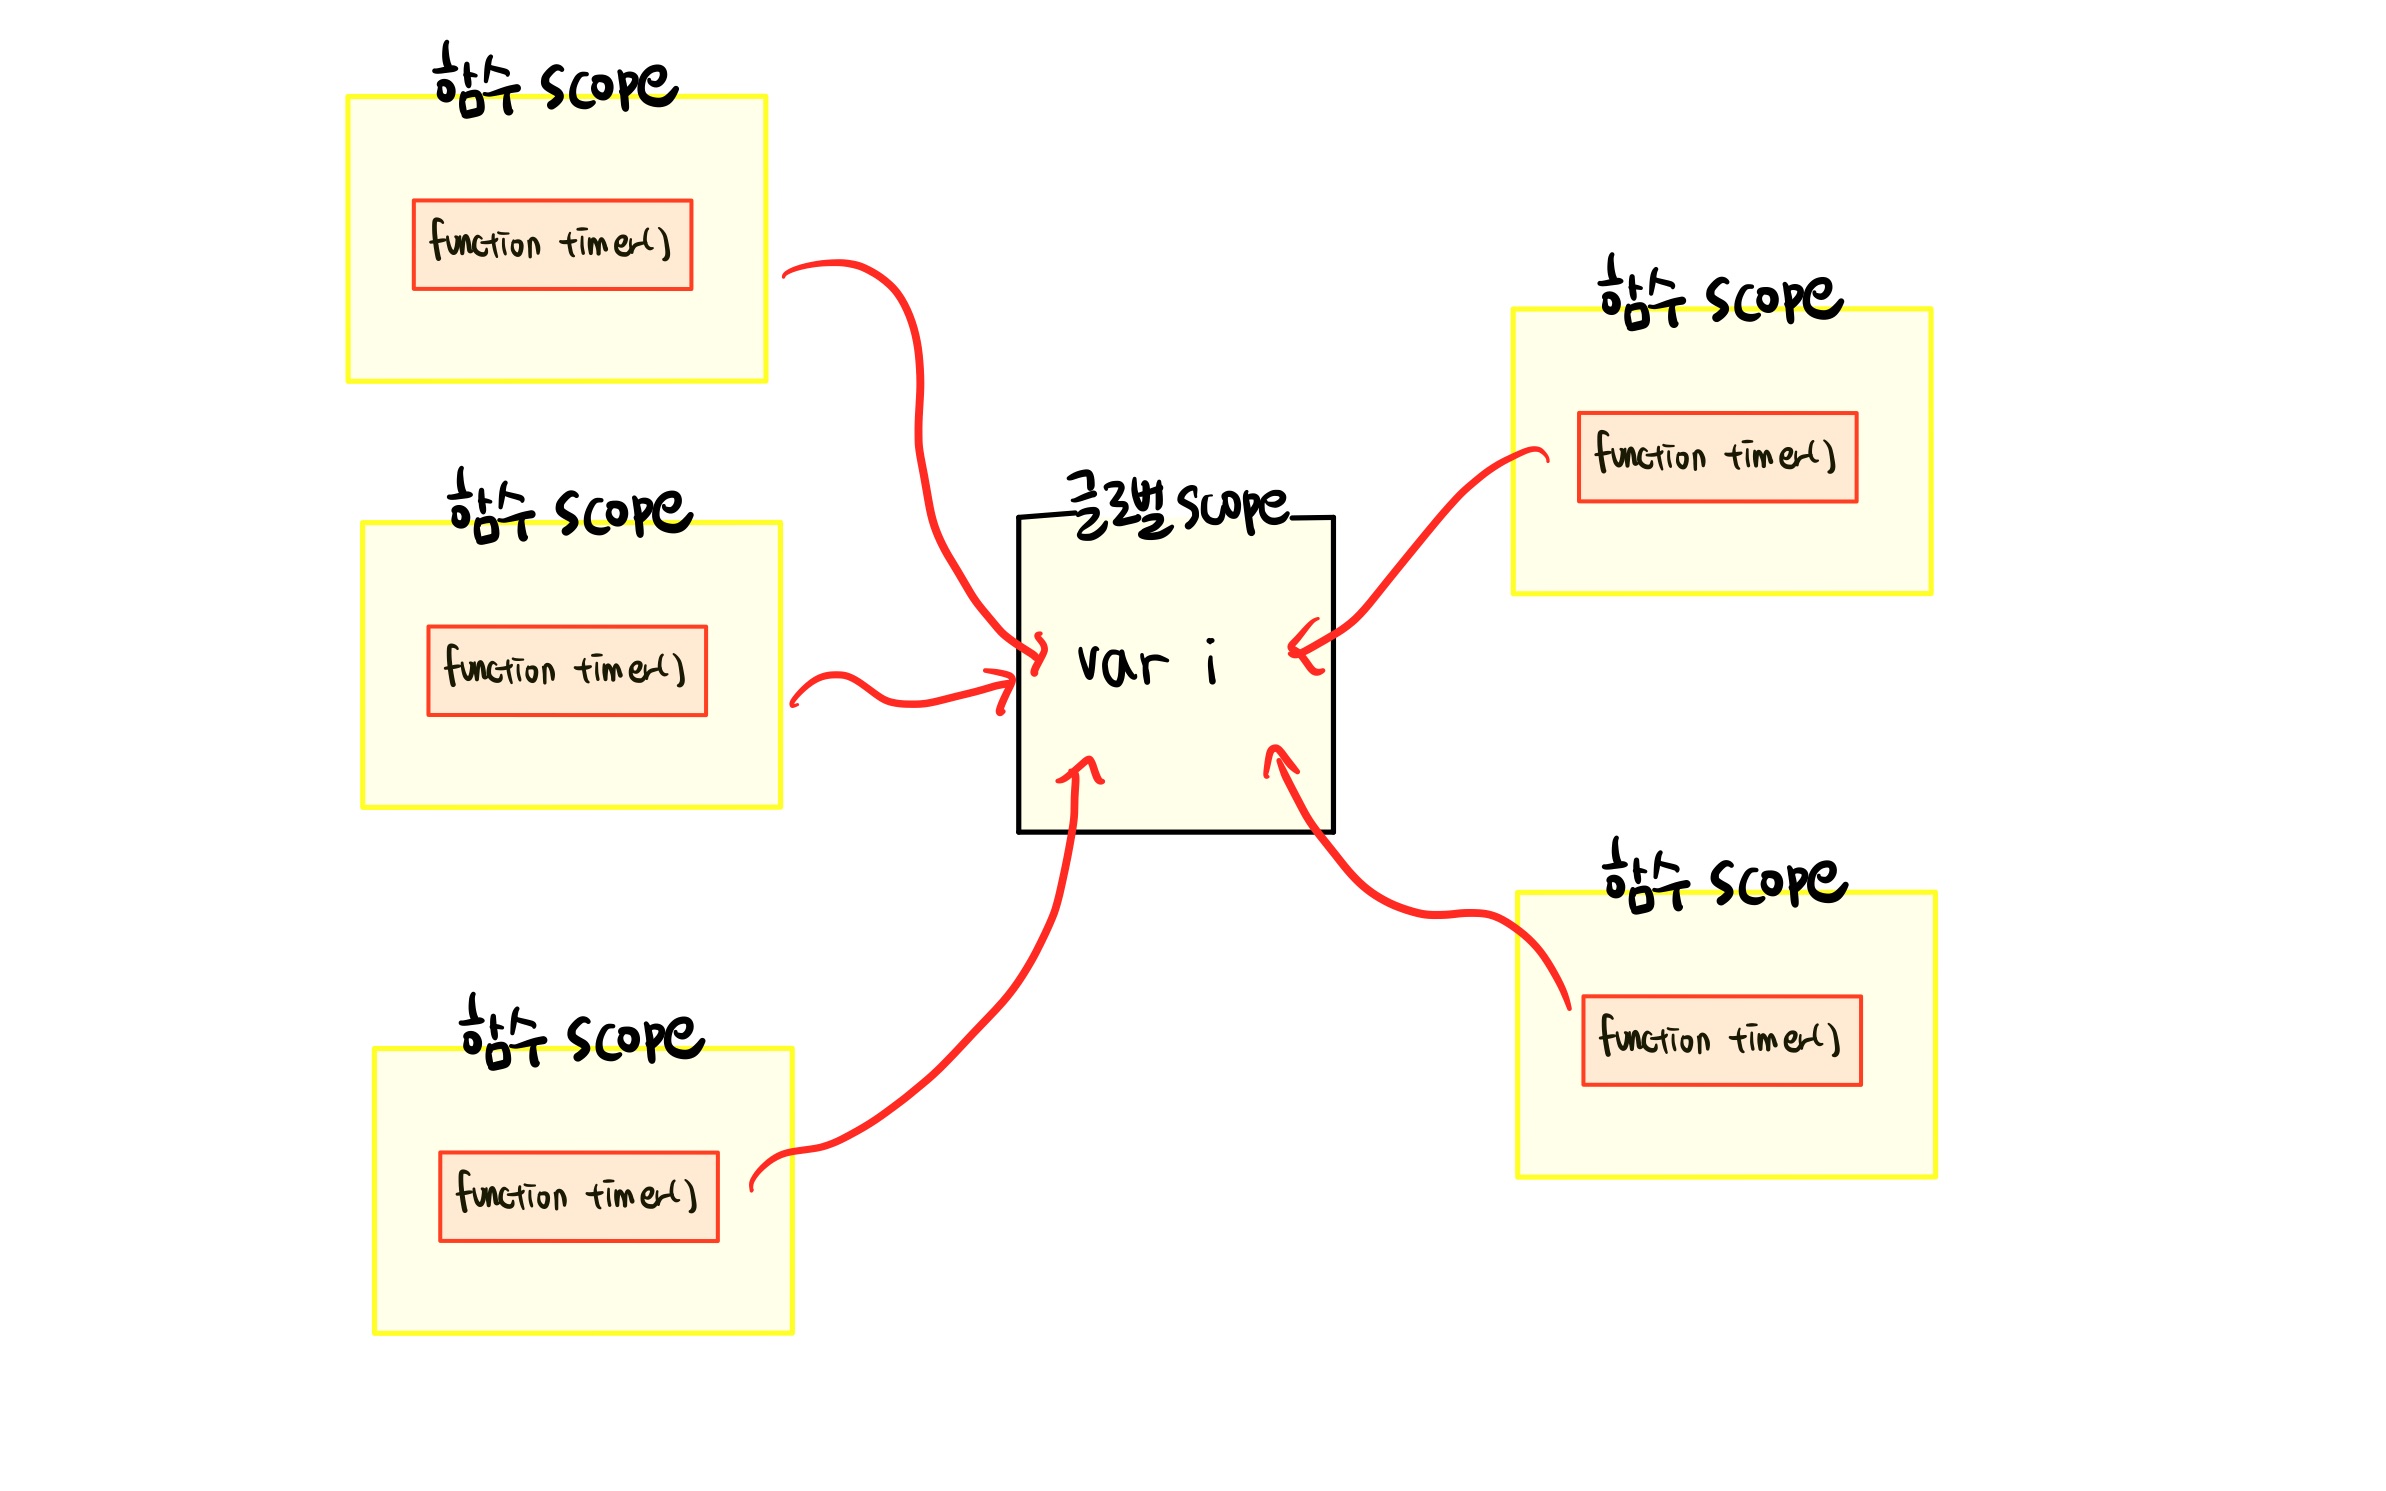 함수 scope
function timer()
함수 scope
function timer()
함수 scope
function timer()
글로벌 scope
var i
함수 scope
function timer()
함수 scope
function timer()